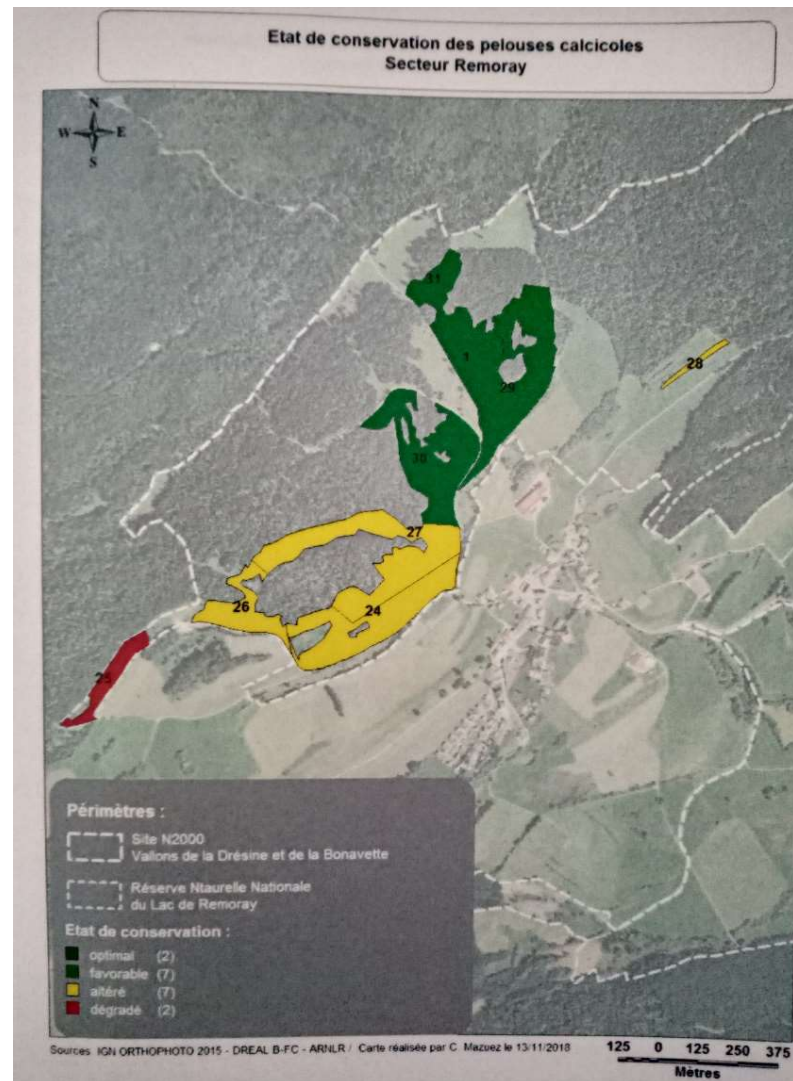 Etat de conservation des pelouses calcicoles
Secteur Remoray
N
W E
S
31
1
29
28
30
27
26
24
25
Périmètres :
Site N2000
Vallons de la Drésine et de la Bonavette
Réserve Ntaurelle Nationale
du Lac de Remoray
Etat de conservation :
optimal (2)
favorable (7)
altéré (7)
dégradé (2)
Sources IGN ORTHOPHOTO 2015 - DREAL B-FC - ARNLR / Carte réalisée par C. Mazuez le 13/11/2018
125 0 125 250 375
Mètres